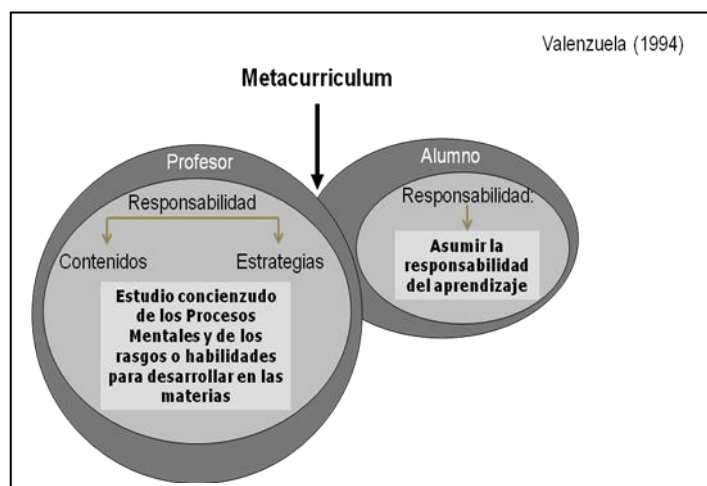 Valenzuela (1994)
Metacurriculum
Profesor
Responsabilidad
Contenidos
Estrategias
Estudio concienzudo
de los Procesos
Mentales y de los
rasgos o habilidades
para desarrollar en las
materias
Alumno
Responsabilidad:
Asumir la
responsabilidad
del aprendizaje